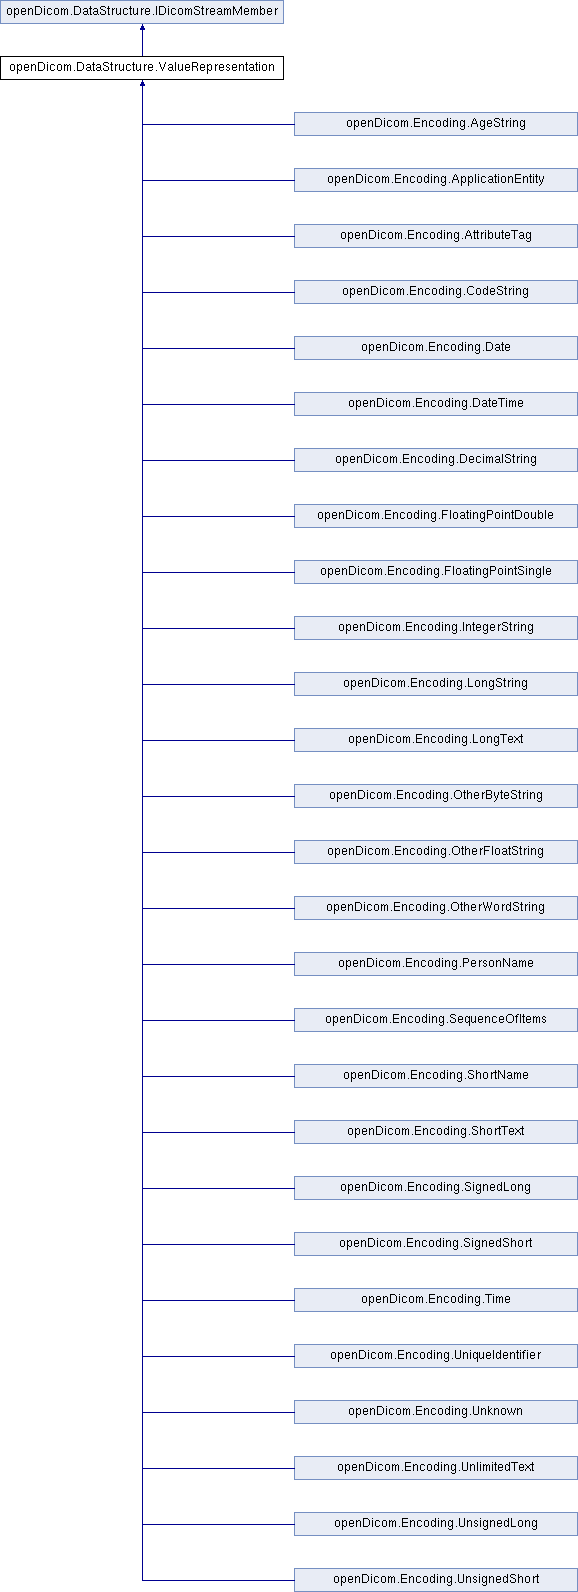 openDicom.DataStructure.IDicomStreamMember
openDicom.DataStructure.ValueRepresentation
openDicom.Encoding.AgeString
openDicom.Encoding.ApplicationEntity
openDicom.Encoding.AttributeTag
openDicom.Encoding.CodeString
openDicom.Encoding.Date
openDicom.Encoding.DateTime
openDicom.Encoding.DecimalString
openDicom.Encoding.FloatingPointDouble
openDicom.Encoding.FloatingPointSingle
openDicom.Encoding.IntegerString
openDicom.Encoding.LongString
openDicom.Encoding.LongText
openDicom.Encoding.OtherByteString
openDicom.Encoding.OtherFloatString
openDicom.Encoding.OtherWordString
openDicom.Encoding.PersonName
openDicom.Encoding.SequenceOfItems
openDicom.Encoding.ShortName
openDicom.Encoding.ShortText
openDicom.Encoding.SignedLong
openDicom.Encoding.SignedShort
openDicom.Encoding.Time
openDicom.Encoding.UniqueIdentifier
openDicom.Encoding.Unknown
openDicom.Encoding.UnlimitedText
openDicom.Encoding.UnsignedLong
openDicom.Encoding.UnsignedShort